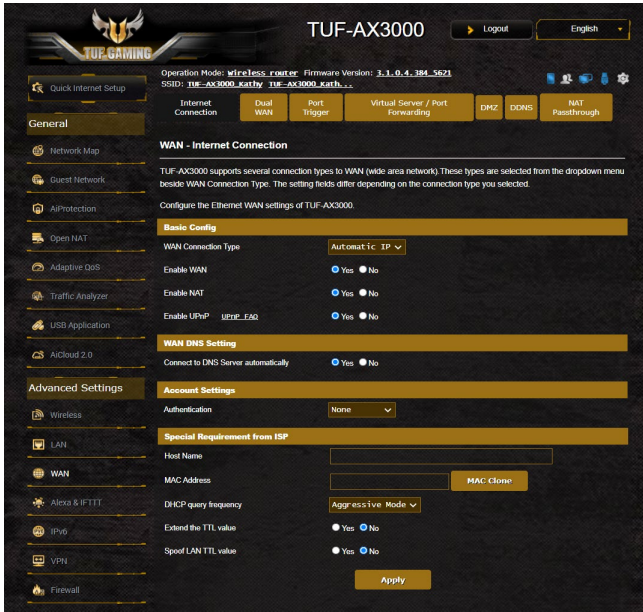 TUF GAMING
TUF-AX3000
Logout
English
Quick Internet Setup
Operation Mode: Wireless router Firmware Version: 3.1.0.4.384_5621
SSID: TUF-AX3000_Kathy TUF-AX3000_Kath...
Internet Connection
Dual WAN
Port Trigger
Virtual Server / Port Forwarding
DMZ
DDNS
NAT Passthrough
General
Network Map
Guest Network
AiProtection
Open NAT
Adaptive QoS
Traffic Analyzer
USB Application
AiCloud 2.0
Advanced Settings
Wireless
LAN
WAN
Alexa & IFTTT
IPv6
VPN
Firewall
WAN - Internet Connection
TUF-AX3000 supports several connection types to WAN (wide area network).These types are selected from the dropdown menu
beside WAN Connection Type. The setting fields differ depending on the connection type you selected.
Configure the Ethernet WAN settings of TUF-AX3000.
Basic Config
WAN Connection Type Automatic IP
Enable WAN Yes No
Enable NAT Yes No
Enable UPnP UPnP FAQ Yes No
WAN DNS Setting
Connect to DNS Server automatically Yes No
Account Settings
Authentication None
Special Requirement from ISP
Host Name
MAC Address MAC Clone
DHCP query frequency Aggressive Mode
Extend the TTL value Yes No
Spoof LAN TTL value Yes No
Apply